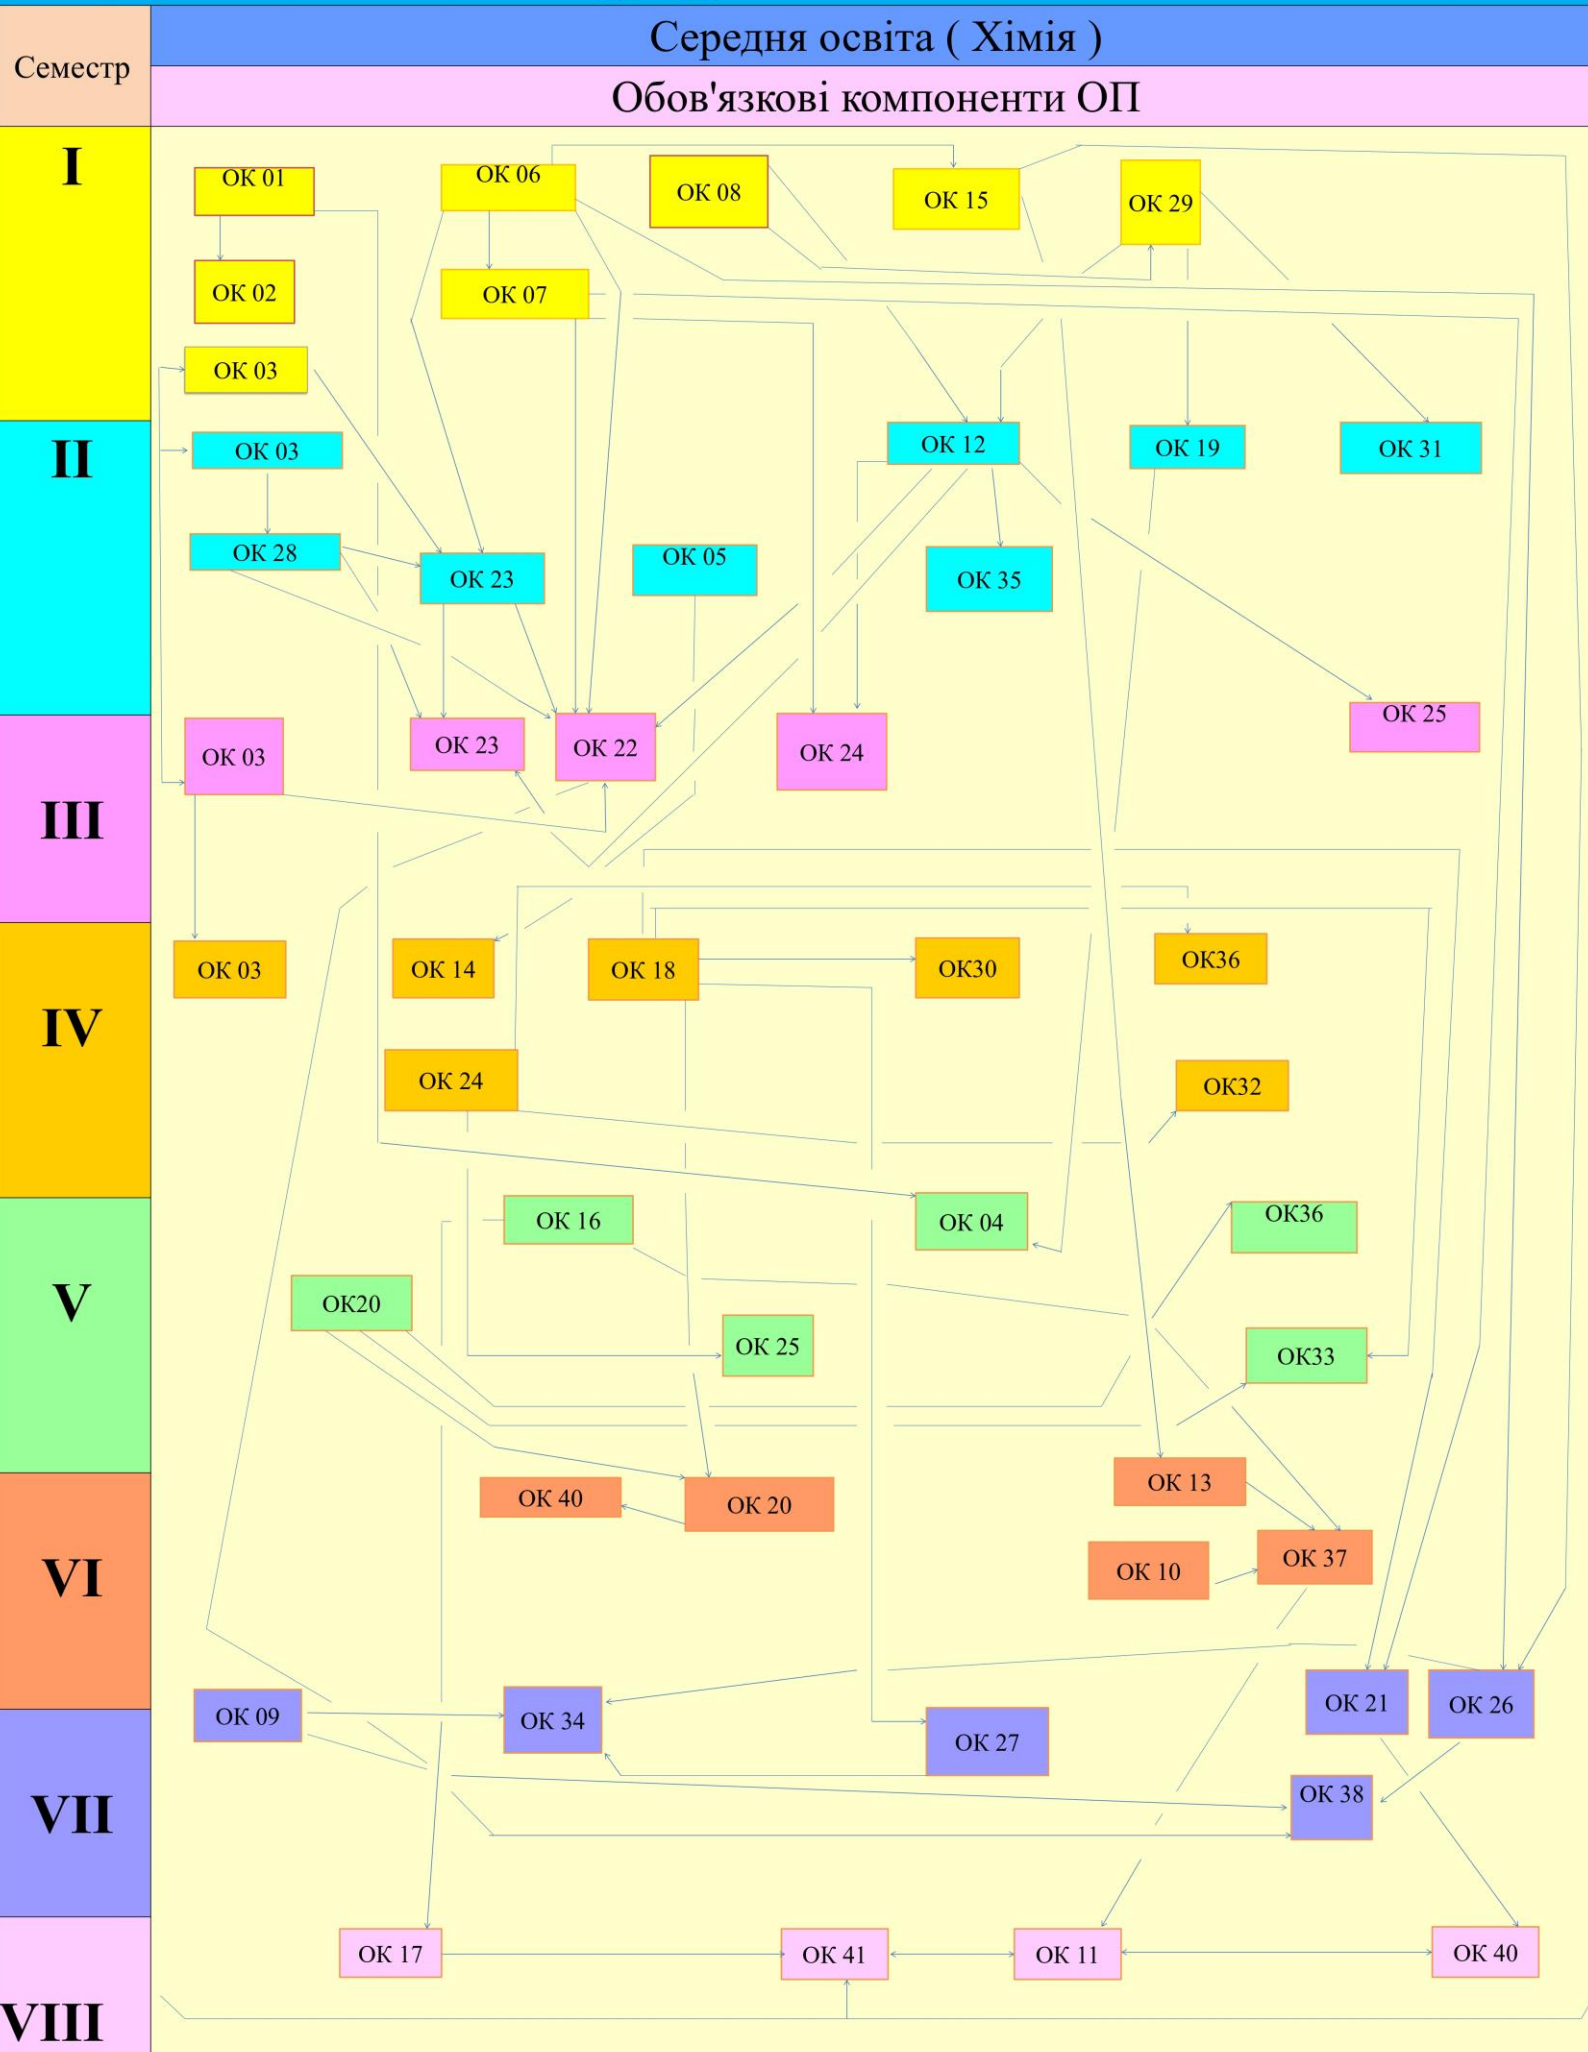 Семестр
Середня освіта ( Хімія )
Обов'язкові компоненти ОП
I
ОК 01
ОК 06
ОК 08
ОК 15
ОК 29
ОК 02
ОК 07
ОК 03
II
ОК 03
ОК 12
ОК 19
ОК 31
ОК 28
ОК 23
ОК 05
ОК 35
III
ОК 03
ОК 23
ОК 22
ОК 24
ОК 25
IV
ОК 03
ОК 14
ОК 18
ОК30
ОК36
ОК 24
ОК32
V
ОК 16
ОК 04
ОК36
ОК20
ОК 25
ОК33
VI
ОК 40
ОК 20
ОК 13
ОК 10
ОК 37
VII
ОК 09
ОК 34
ОК 27
ОК 21
ОК 26
ОК 38
VIII
ОК 17
ОК 41
ОК 11
ОК 40